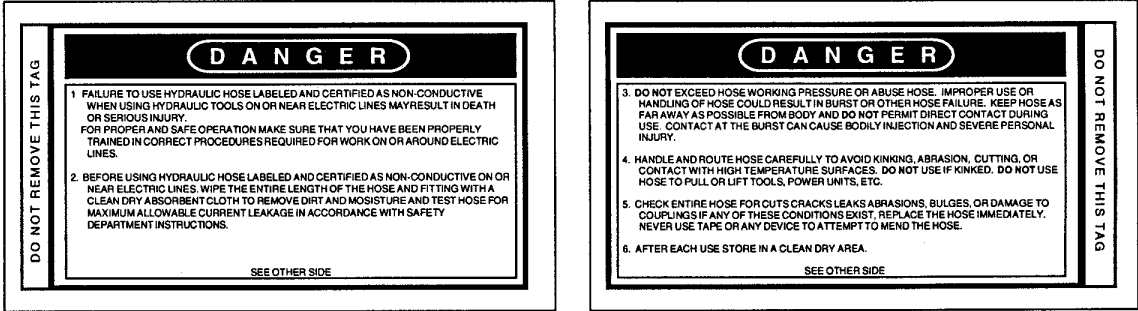 DO NOT REMOVE THIS TAG
DANGER
1 FAILURE TO USE HYDRAULIC HOSE LABELED AND CERTIFIED AS NON-CONDUCTIVE
WHEN USING HYDRAULIC TOOLS ON OR NEAR ELECTRIC LINES MAYRESULT IN DEATH
OR SERIOUS INJURY.
FOR PROPER AND SAFE OPERATION MAKE SURE THAT YOU HAVE BEEN PROPERLY
TRAINED IN CORRECT PROCEDURES REQUIRED FOR WORK ON OR AROUND ELECTRIC
LINES.
2. BEFORE USING HYDRAULIC HOSE LABELED AND CERTIFIED AS NON-CONDUCTIVE ON OR
NEAR ELECTRIC LINES. WIPE THE ENTIRE LENGTH OF THE HOSE AND FITTING WITH A
CLEAN DRY ABSORBENT CLOTH TO REMOVE DIRT AND MOSISTURE AND TEST HOSE FOR
MAXIMUM ALLOWABLE CURRENT LEAKAGE IN ACCORDANCE WITH SAFETY
DEPARTMENT INSTRUCTIONS.
SEE OTHER SIDE
DANGER
3. DO NOT EXCEED HOSE WORKING PRESSURE OR ABUSE HOSE. IMPROPER USE OR
HANDLING OF HOSE COULD RESULT IN BURST OR OTHER HOSE FAILURE. KEEP HOSE AS
FAR AWAY AS POSSIBLE FROM BODY AND DO NOT PERMIT DIRECT CONTACT DURING
USE. CONTACT AT THE BURST CAN CAUSE BODILY INJECTION AND SEVERE PERSONAL
INJURY.
4. HANDLE AND ROUTE HOSE CAREFULLY TO AVOID KINKING, ABRASION, CUTTING, OR
CONTACT WITH HIGH TEMPERATURE SURFACES. DO NOT USE IF KINKED. DO NOT USE
HOSE TO PULL OR LIFT TOOLS, POWER UNITS, ETC.
5. CHECK ENTIRE HOSE FOR CUTS CRACKS LEAKS ABRASIONS, BULGES, OR DAMAGE TO
COUPLINGS IF ANY OF THESE CONDITIONS EXIST, REPLACE THE HOSE IMMEDIATELY.
NEVER USE TAPE OR ANY DEVICE TO ATTEMPT TO MEND THE HOSE.
6. AFTER EACH USE STORE IN A CLEAN DRY AREA.
SEE OTHER SIDE
DO NOT REMOVE THIS TAG